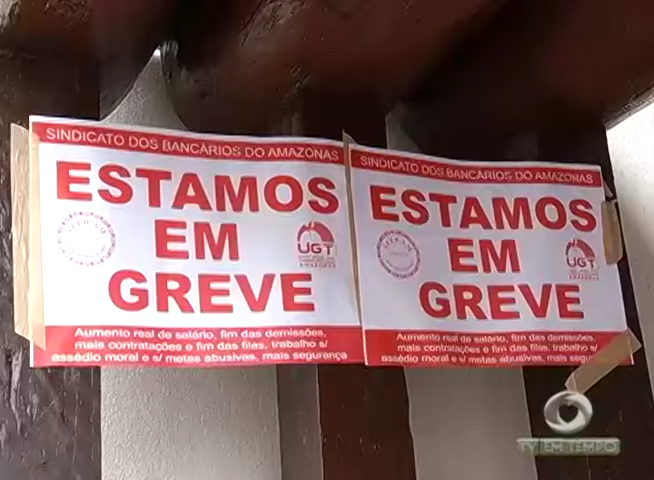 SINDICATO DOS BANCÁRIOS DO AMAZONAS
ESTAMOS
EM
GREVE
UGT
Aumento real de salário, fim das demissões,
mais contratações e fim das filas, trabalho s/
assédio moral e s/ metas abusivas, mais segurança
SINDICATO DOS BANCÁRIOS DO AMAZONAS
ESTAMOS
EM
GREVE
UGT
Aumento real de salário, fim das demissões,
mais contratações e fim das filas, trabalho s/
assédio moral e s/ metas abusivas, mais segur
TV EM TEMPO